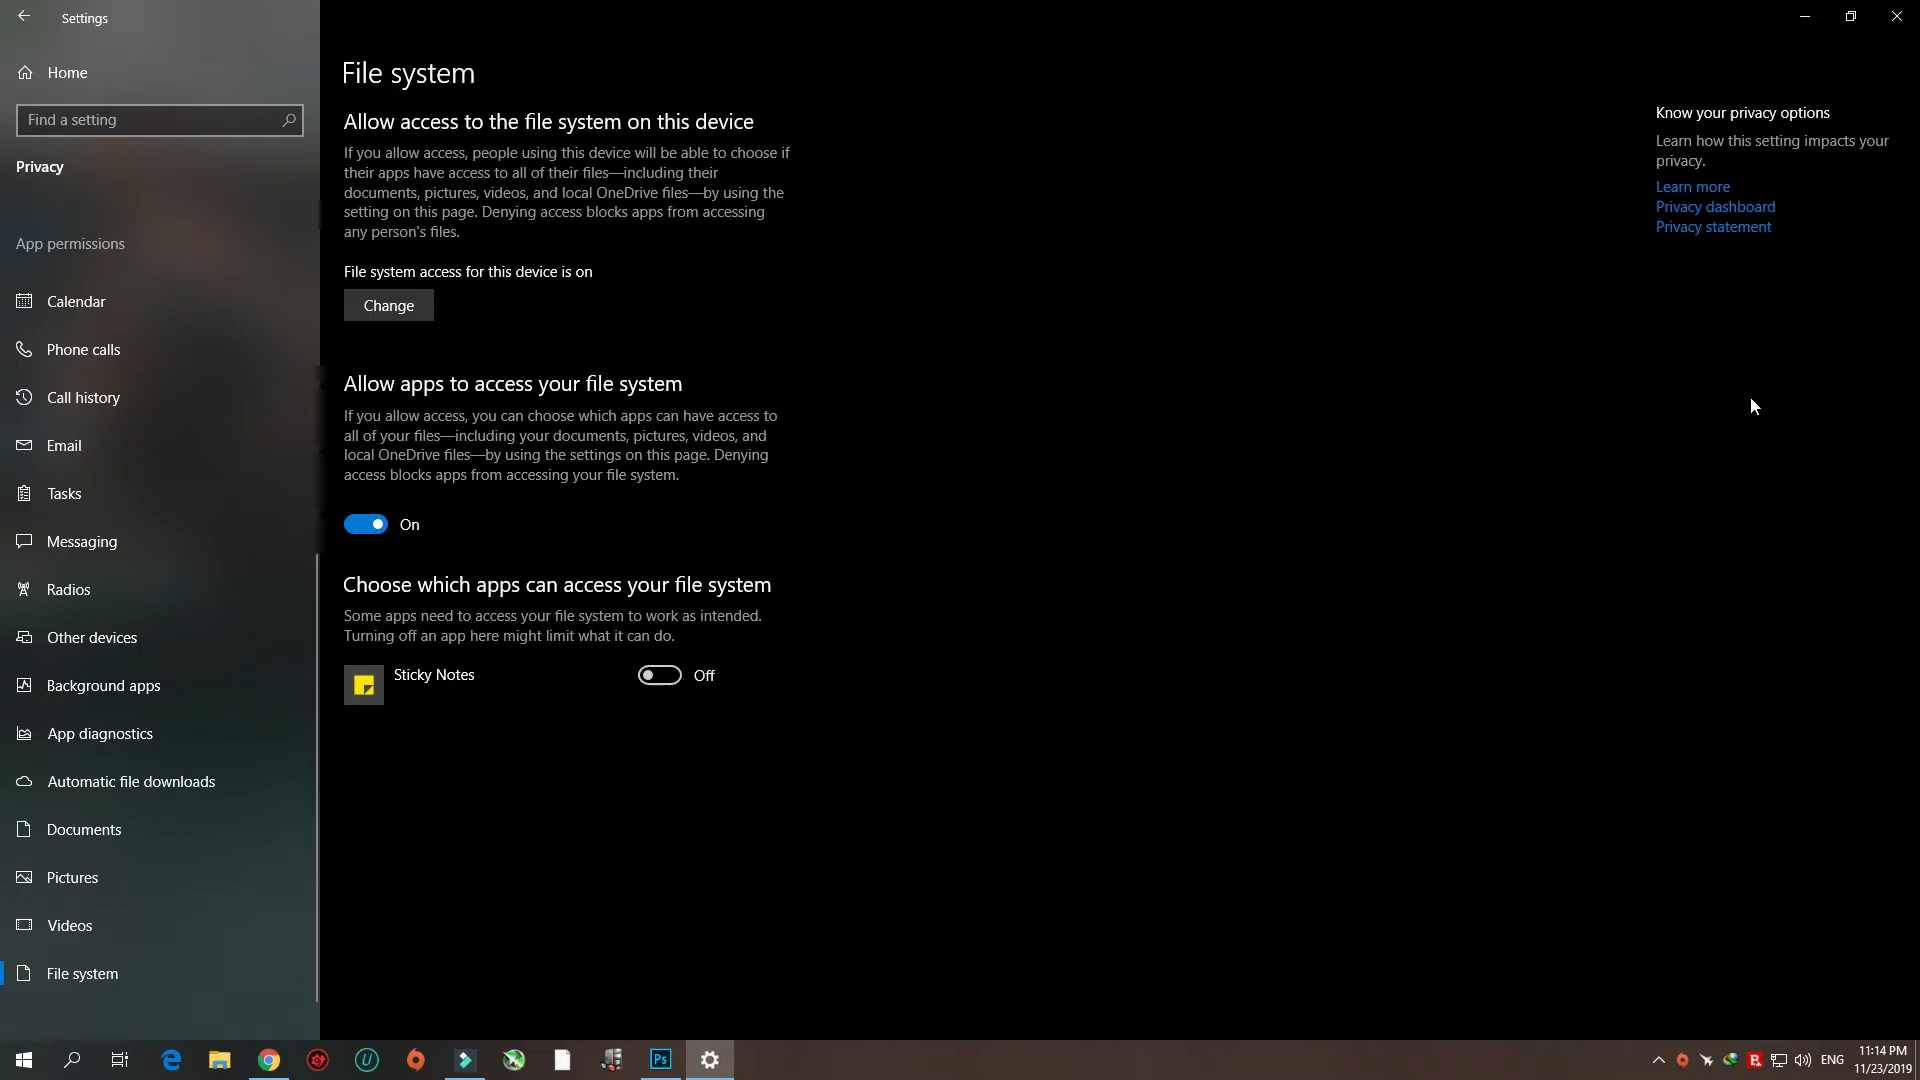 Settings
Home
Find a setting
Privacy
App permissions
Calendar
Phone calls
Call history
Email
Tasks
Messaging
Radios
Other devices
Background apps
App diagnostics
Automatic file downloads
Documents
Pictures
Videos
File system
File system
Allow access to the file system on this device
If you allow access, people using this device will be able to choose if
their apps have access to all of their files—including their
documents, pictures, videos, and local OneDrive files—by using the
setting on this page. Denying access blocks apps from accessing
any person's files.
File system access for this device is on
Change
Allow apps to access your file system
If you allow access, you can choose which apps can have access to
all of your files—including your documents, pictures, videos, and
local OneDrive files—by using the settings on this page. Denying
access blocks apps from accessing your file system.
On
Choose which apps can access your file system
Some apps need to access your file system to work as intended.
Turning off an app here might limit what it can do.
Sticky Notes
Off
Know your privacy options
Learn how this setting impacts your
privacy.
Learn more
Privacy dashboard
Privacy statement
Ps
ENG
11:14 PM
11/23/2019